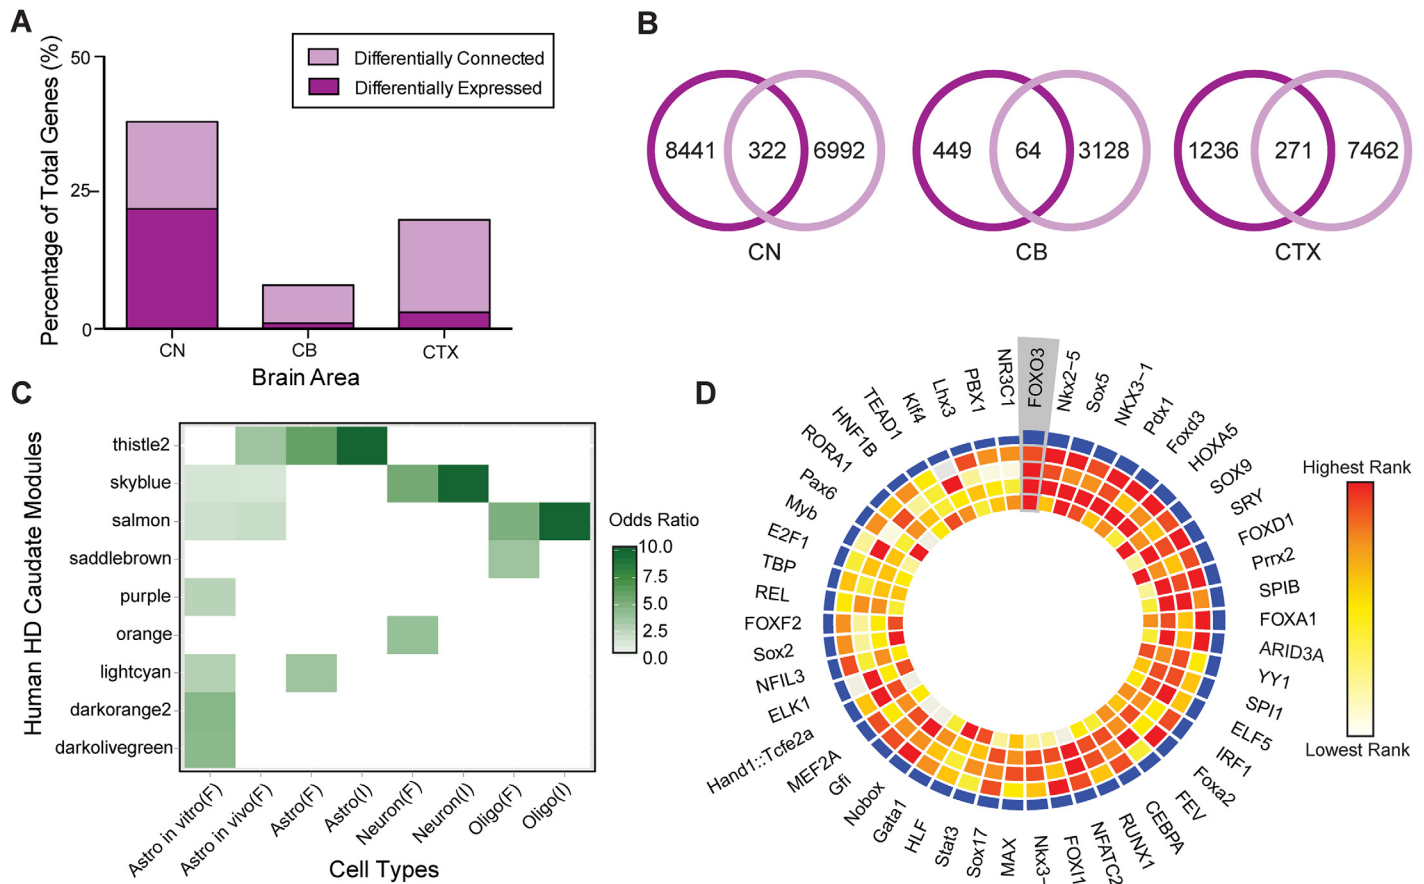 A
Percentage of Total Genes (%)
50
25
0
Differentially Connected
Differentially Expressed
CN
CB
CTX
Brain Area
B
8441
322
6992
CN
449
64
3128
CB
1236
271
7462
CTX
C
Human HD Caudate Modules
thistle2
skyblue
salmon
saddlebrown
purple
orange
lightcyan
darkorange2
darkolivegreen
Astro in vitro(F)
Astro in vivo(F)
Astro(F)
Astro(I)
Neuron(F)
Neuron(I)
Oligo(F)
Oligo(I)
Cell Types
Odds Ratio
10.0
7.5
5.0
2.5
0.0
D
FOXO3
Nkx2-5
Sox5
NKX3-1
Pdx1
Foxd3
HOXA5
SOX9
SRY
FOXD1
Prrx2
SPIB
FOXA1
ARID3A
YY1
SPI1
ELF5
IRF1
Foxa2
FEV
CEBPA
RUNX1
NFATC2
FOXI1
Nkx3-
MAX
Sox17
Stat3
HLF
Gata1
Nobox
Gfi
MEF2A
Hand1::Tcfe2a
ELK1
NFIL3
Sox2
FOXF2
REL
TBP
E2F1
Myb
Pax6
RORA1
HNF1B
TEAD1
Klf4
Lhx3
PBX1
NR3C1
Highest Rank
Lowest Rank